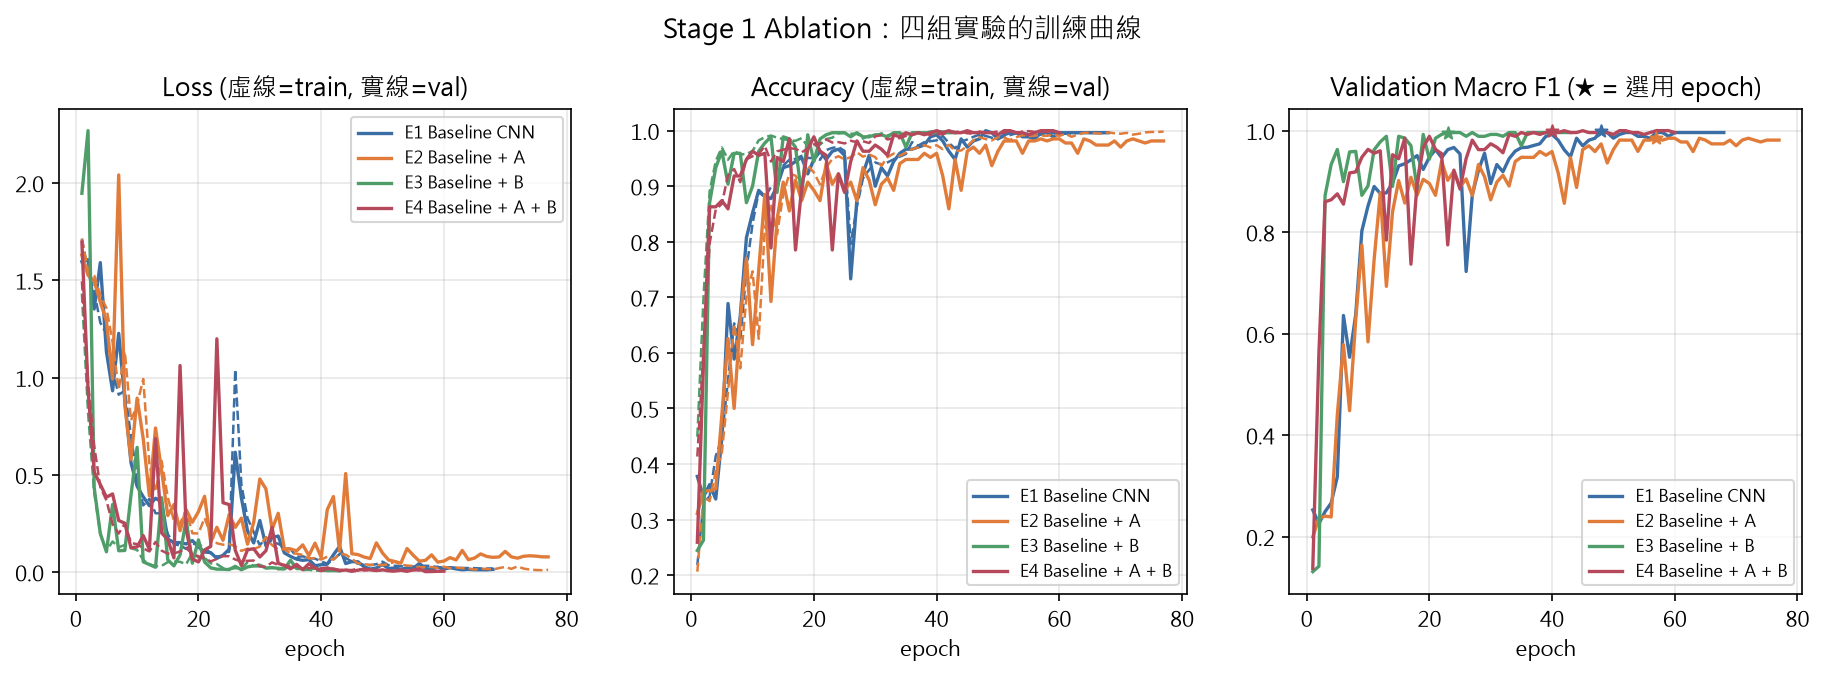 Stage 1 Ablation：四組實驗的訓練曲線
Loss (虛線=train, 實線=val)
2.0
1.5
1.0
0.5
0.0
0
20
40
60
80
epoch
E1 Baseline CNN
E2 Baseline + A
E3 Baseline + B
E4 Baseline + A + B
Accuracy (虛線=train, 實線=val)
1.0
0.9
0.8
0.7
0.6
0.5
0.4
0.3
0.2
0
20
40
60
80
epoch
E1 Baseline CNN
E2 Baseline + A
E3 Baseline + B
E4 Baseline + A + B
Validation Macro F1 (★ = 選用 epoch)
1.0
0.8
0.6
0.4
0.2
0
20
40
60
80
epoch
E1 Baseline CNN
E2 Baseline + A
E3 Baseline + B
E4 Baseline + A + B